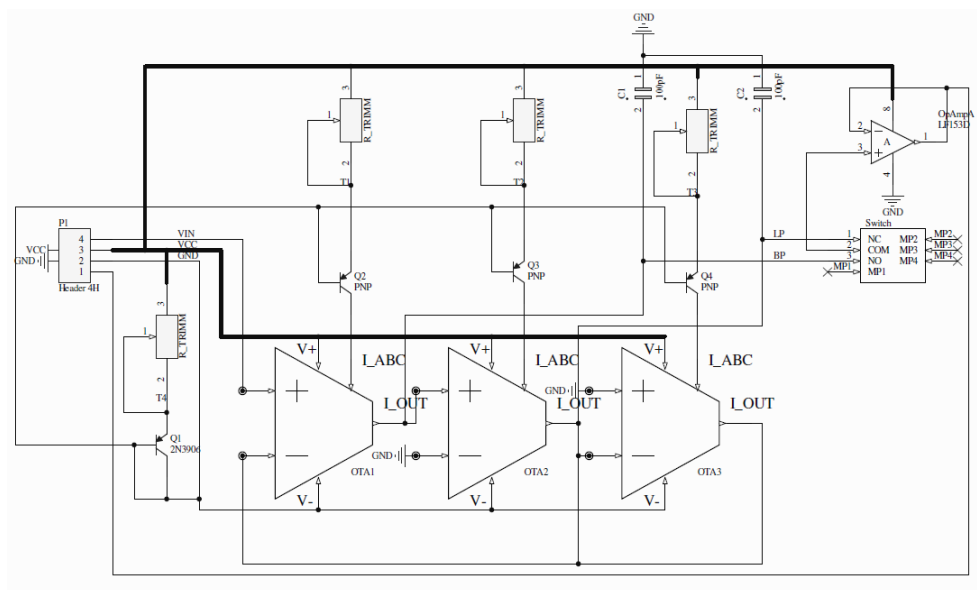 GND
3
1
R_TRIMM
2
T1
3
1
R_TRIMM
2
T2
1
C1
100pF
2
3
1
R_TRIMM
2
T3
1
C2
100pF
2
OpAmpA
LF153D
8
2
3
A
1
4
GND
Switch
LP
1
NC
MP2
MP2
2
COM
MP3
MP3
BP
3
NO
MP4
MP4
MP1
MP1
P1
VIN
4
VCC
VCC
3
GND
GND
2
1
Header 4H
Q2
PNP
Q3
PNP
Q4
PNP
3
1
R_TRIMM
2
T4
Q1
2N3906
V+
I_ABC
V+
I_ABC
V+
I_ABC
GND
I_OUT
I_OUT
I_OUT
GND
OTA1
OTA2
OTA3
V-
V-
V-